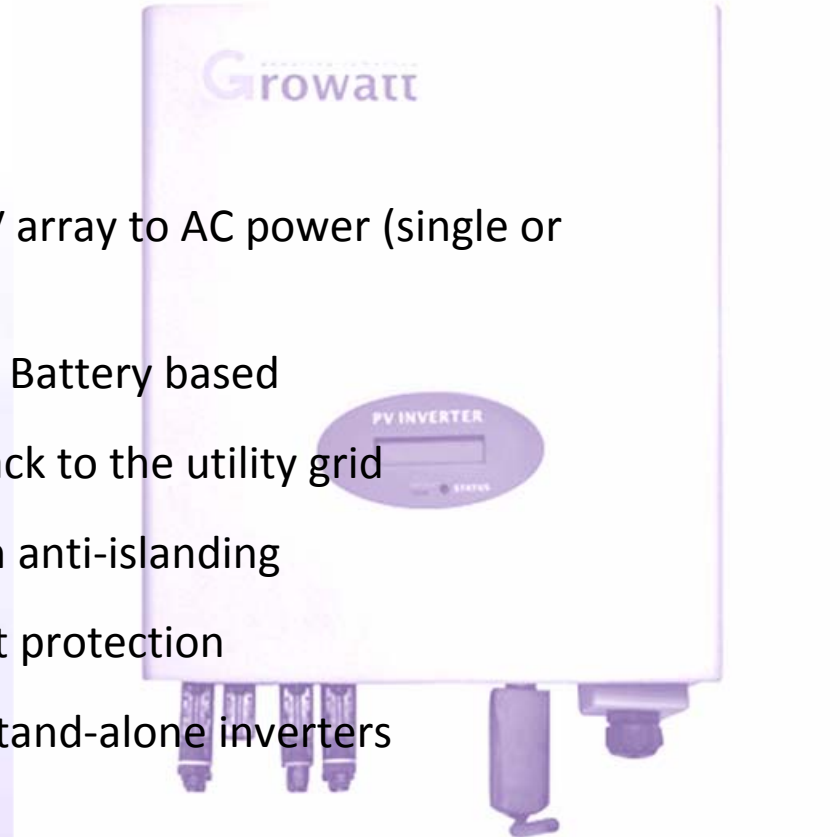 Growatt
array to AC power (single or
Battery based
ck to the utility grid
PV INVERTER
STATUS
anti-islanding
t protection
tand-alone inverters